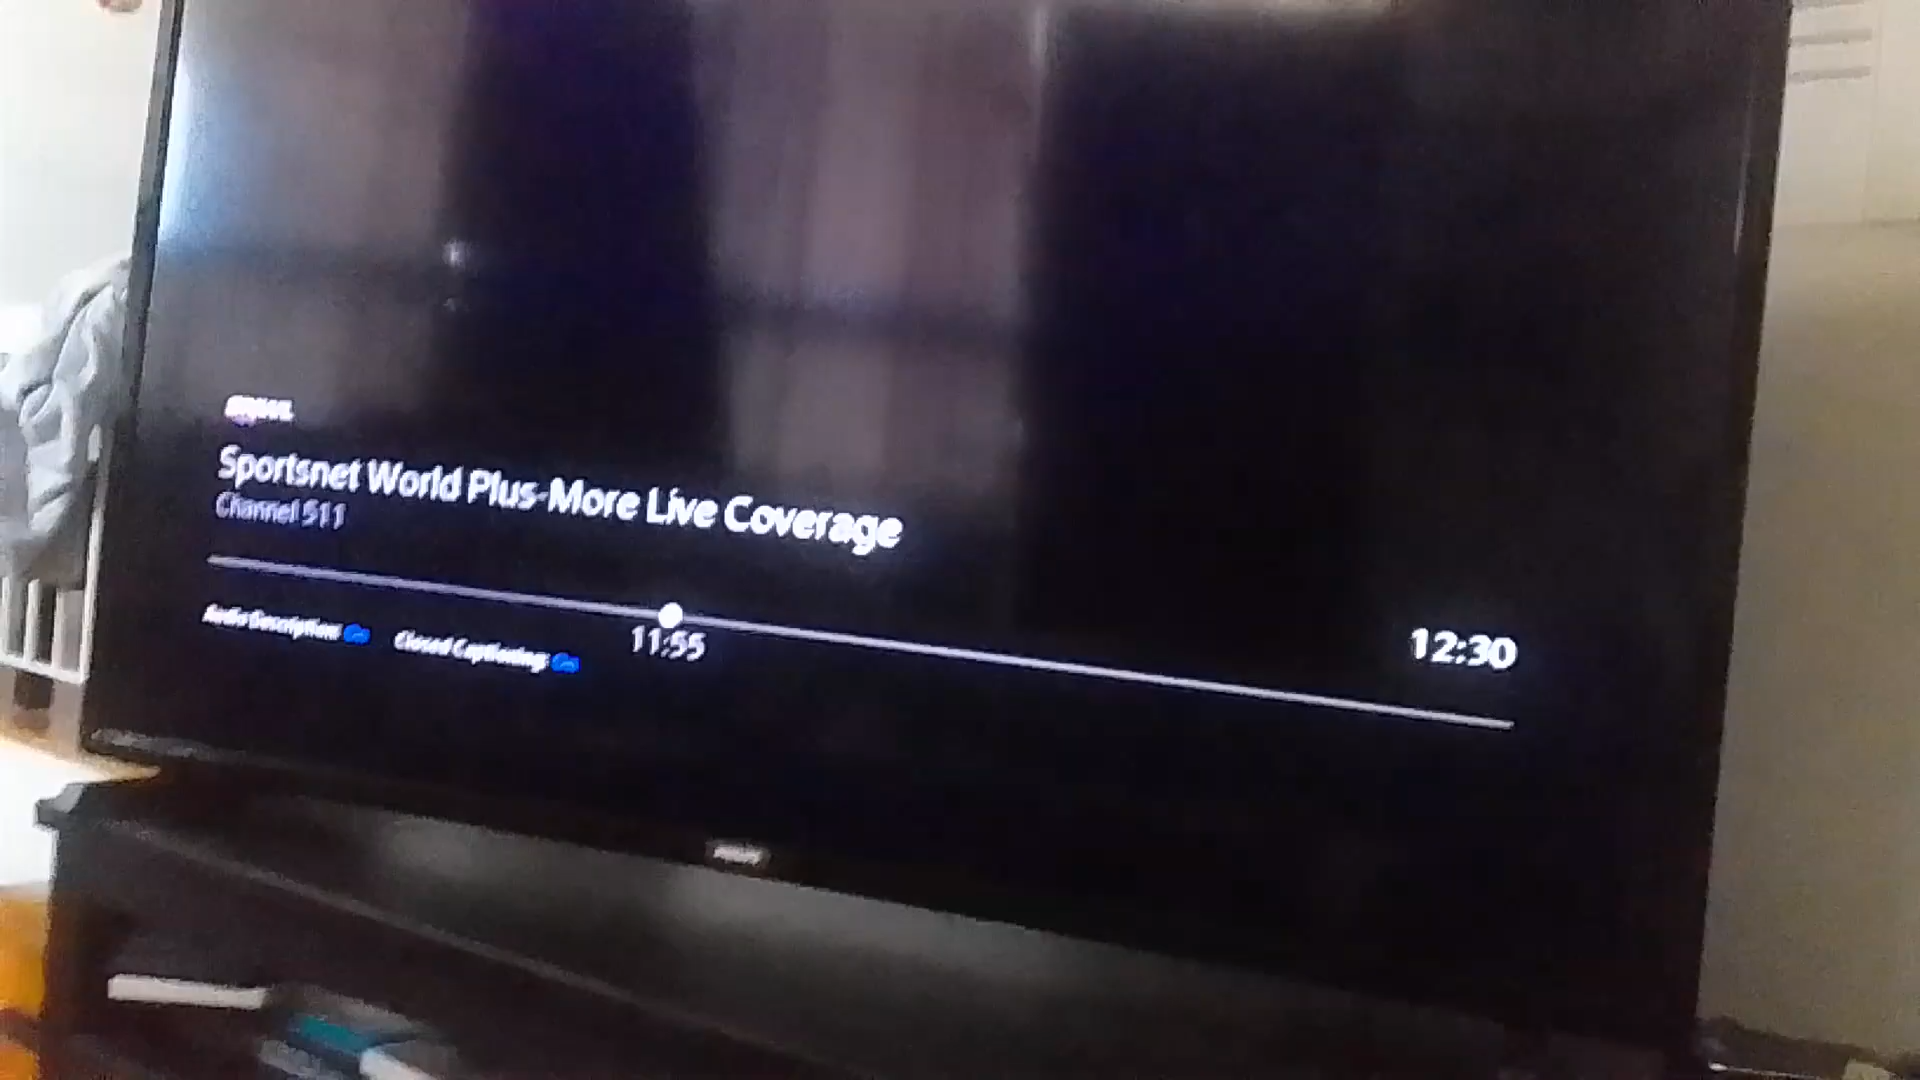 Sportsnet World Plus-More Live Coverage
Channel 511
11:55
12:30
Audio Description
Closed Captioning